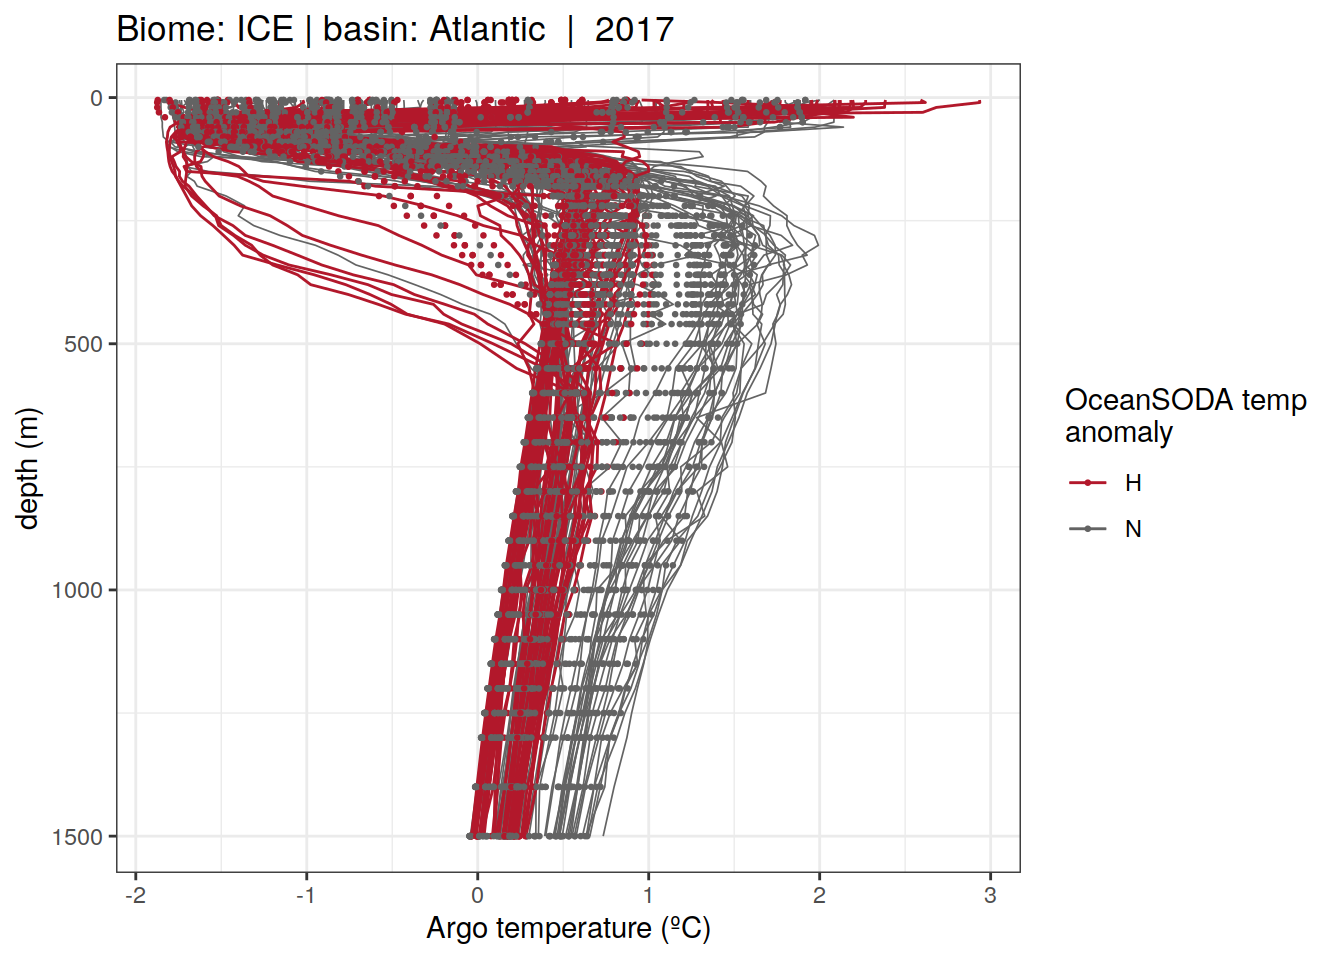 Biome: ICE | basin: Atlantic  |  2017
0
500
1000
1500
depth (m)
-2
-1
0
1
2
3
Argo temperature (ºC)
OceanSODA temp
anomaly
H
N